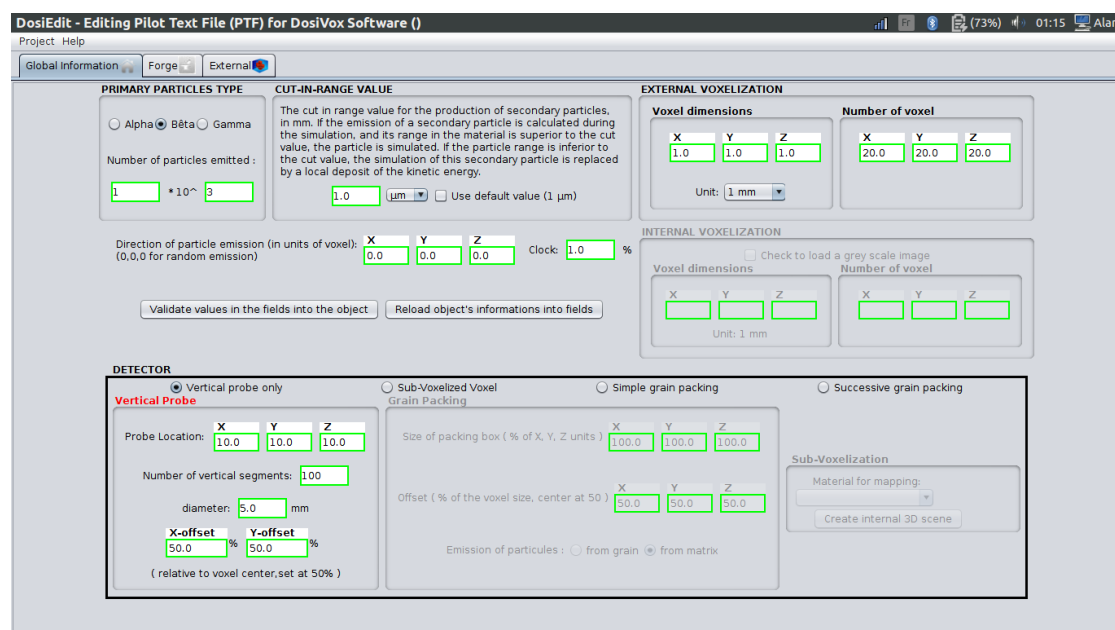 DosiEdit - Editing Pilot Text File (PTF) for DosiVox Software ()
Fr (73%) 01:15 Alan
Project Help
Global Information Forge External
PRIMARY PARTICLES TYPE
Alpha Bêta Gamma
Number of particles emitted :
1 *10^ 3
CUT-IN-RANGE VALUE
The cut in range value for the production of secondary particles,
in mm. If the emission of a secondary particle is calculated during
the simulation, and its range in the material is superior to the cut
value, the particle is simulated. If the particle range is inferior to
the cut value, the simulation of this secondary particle is replaced
by a local deposit of the kinetic energy.
1.0 µm Use default value (1 µm)
EXTERNAL VOXELIZATION
Voxel dimensions
X Y Z
1.0 1.0 1.0
Unit: 1 mm
Number of voxel
X Y Z
20.0 20.0 20.0
Direction of particle emission (in units of voxel):
(0,0,0 for random emission)
X Y Z
0.0 0.0 0.0
Clock: 1.0 %
Validate values in the fields into the object Reload object's informations into fields
INTERNAL VOXELIZATION
Check to load a grey scale image
Voxel dimensions
X Y Z
Unit: 1 mm
Number of voxel
X Y Z
DETECTOR
Vertical probe only Sub-Voxelized Voxel Simple grain packing Successive grain packing
Vertical Probe
X Y Z
Probe Location: 10.0 10.0 10.0
Number of vertical segments: 100
diameter: 5.0 mm
X-offset Y-offset
50.0 % 50.0 %
( relative to voxel center,set at 50% )
Grain Packing
X Y Z
Size of packing box ( % of X, Y, Z units ) 100.0 100.0 100.0
X Y Z
Offset ( % of the voxel size, center at 50 ) 50.0 50.0 50.0
Emission of particules : from grain from matrix
Sub-Voxelization
Material for mapping:
Create internal 3D scene